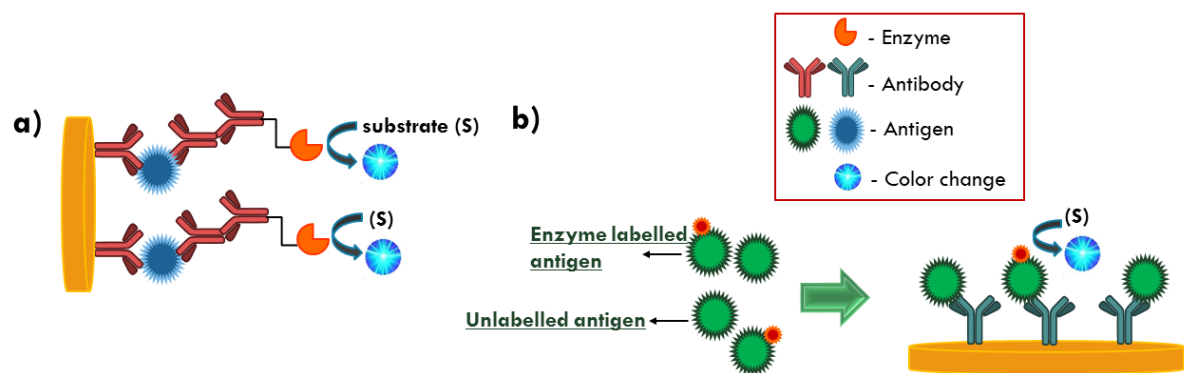 a)
substrate (S)
(S)
b)
- Enzyme
- Antibody
- Antigen
- Color change
Enzyme labelled
antigen
Unlabelled antigen
(S)